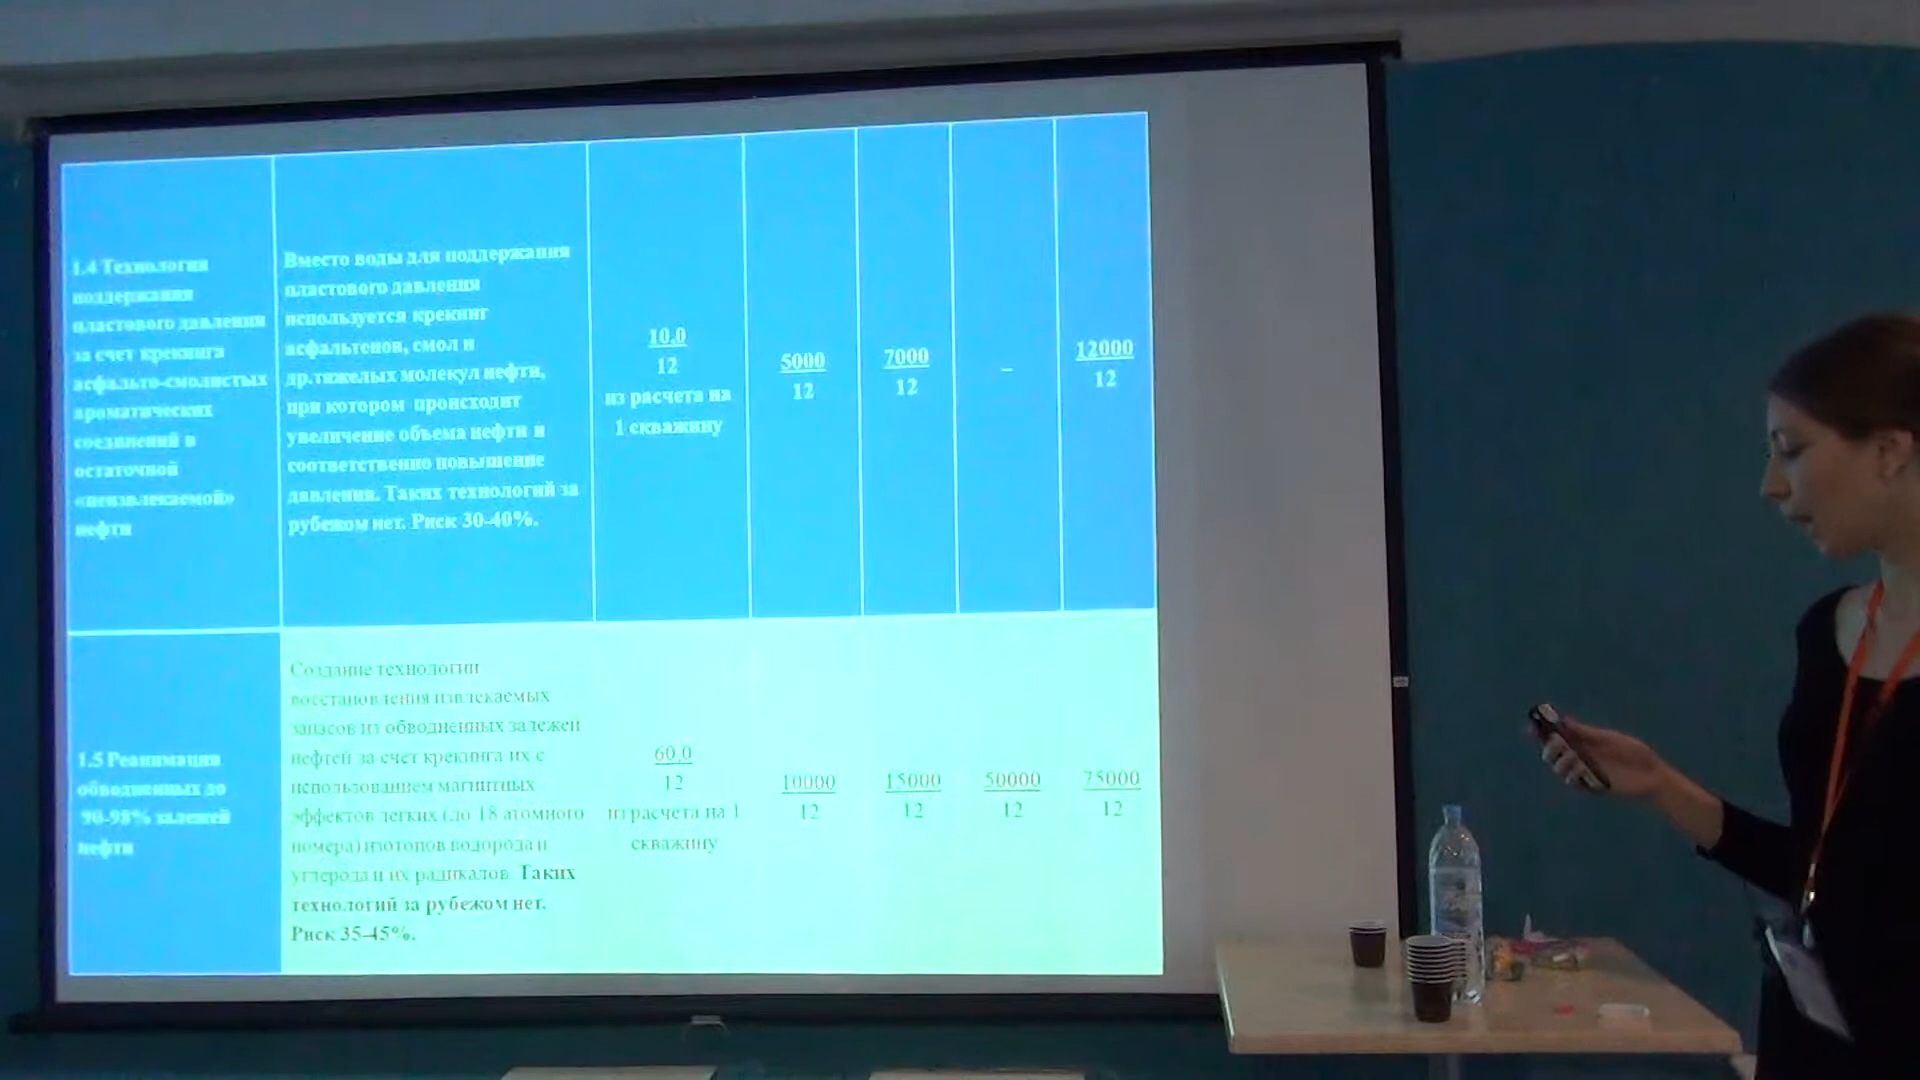 1.4 Технология
поддержания
пластового давления
за счет крекинга
асфальто-смолистых
ароматических
соединений в
остаточной
«неизвлекаемой»
нефти
Вместо воды для поддержания
пластового давления
используется крекинг
асфальтенов, смол и
др.тяжелых молекул нефти,
при котором происходит
увеличение объема нефти и
соответственно повышение
давления. Таких технологий за
рубежом нет. Риск 30-40%.
10,0
12
из расчета на
1 скважину
5000
12
7000
12
–
12000
12
1.5 Реанимация
обводненных до
90-98% залежей
нефти
Создание технологии
восстановления извлекаемых
запасов из обводненных залежей
нефтей за счет крекинга их с
использованием магнитных
эффектов легких (до 18 атомного
номера) изотопов водорода и
углерода и их радикалов. Таких
технологий за рубежом нет.
Риск 35-45%.
60,0
12
из расчета на 1
скважину
10000
12
15000
12
50000
12
75000
12